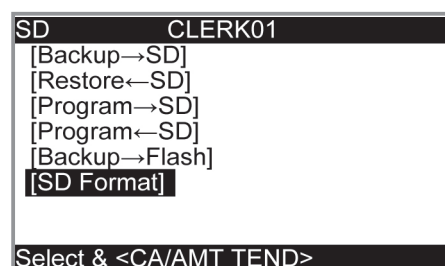 SD CLERK01
[Backup→SD]
[Restore←SD]
[Program→SD]
[Program←SD]
[Backup→Flash]
[SD Format]
Select & <CA/AMT TEND>